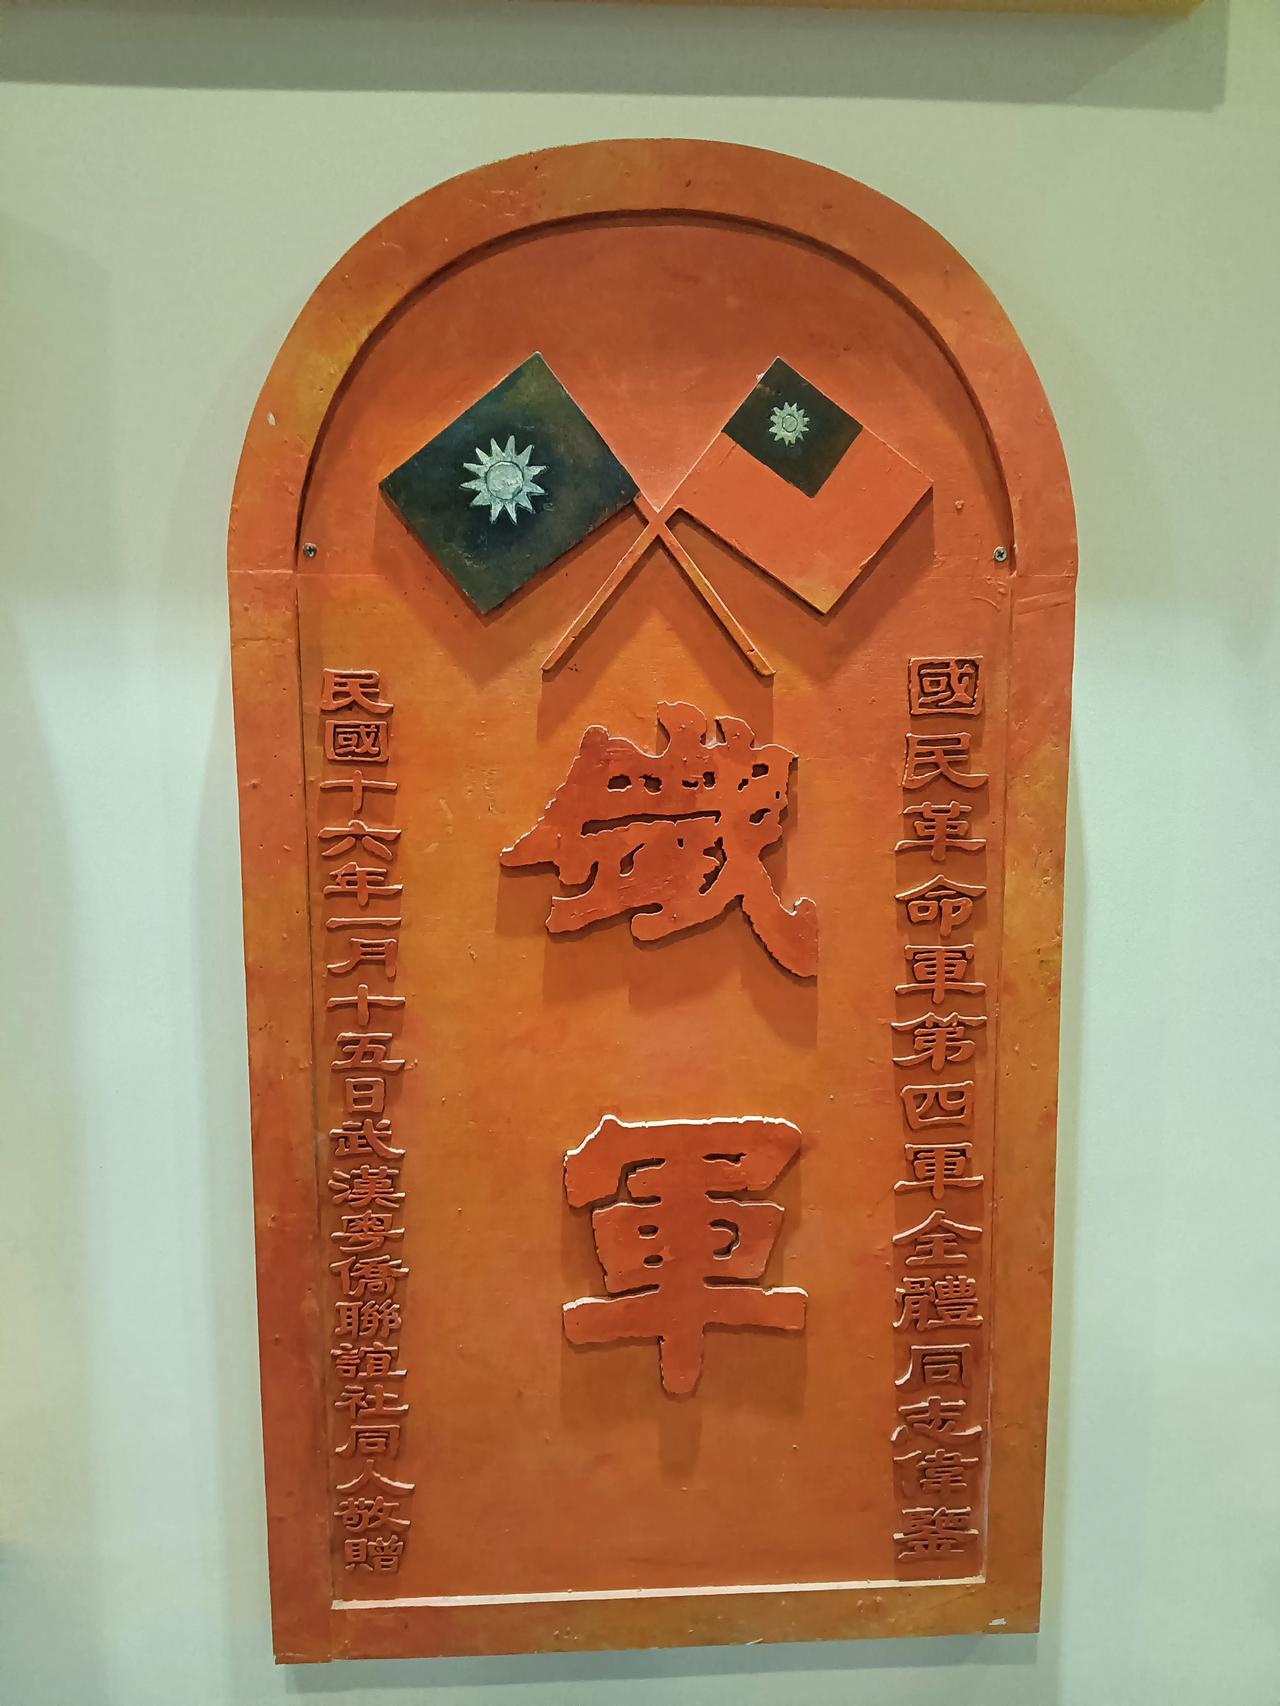 國民革命軍第四軍全體同志偉鑒
鐵軍
民國十六年一月十五日武漢粵僑聯誼社同人敬贈